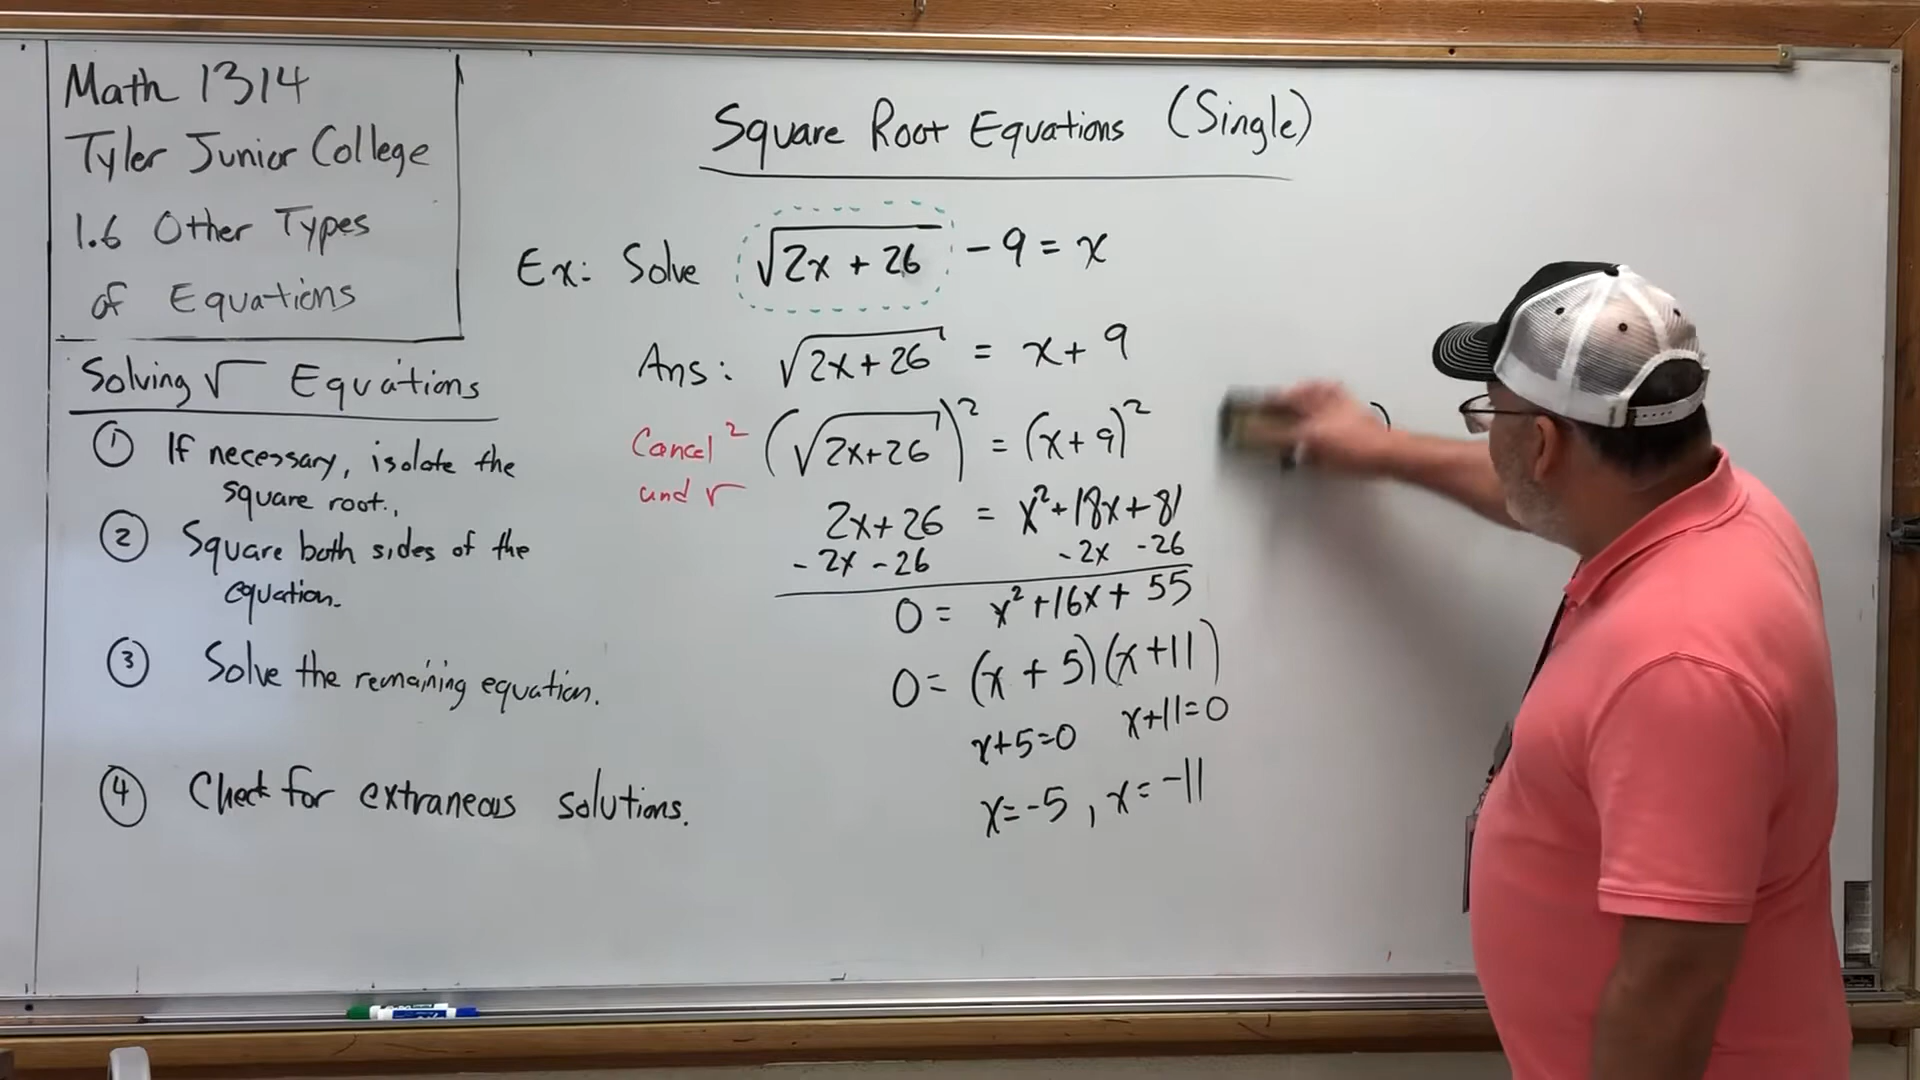 Math 1314
Tyler Junior College
1.6 Other Types
of Equations
Solving √ Equations
① If necessary, isolate the
square root.
② Square both sides of the
equation.
③ Solve the remaining equation.
④ Check for extraneous solutions.
Square Root Equations (Single)
Ex: Solve √(2x + 26) - 9 = x
Ans: √(2x + 26) = x + 9
Cancel ²
and √
(√(2x+26))² = (x+9)²
2x+26 = x²+18x+81
-2x -26 -2x -26
0 = x²+16x+55
0 = (x+5)(x+11)
x+5=0 x+11=0
x=-5, x=-11